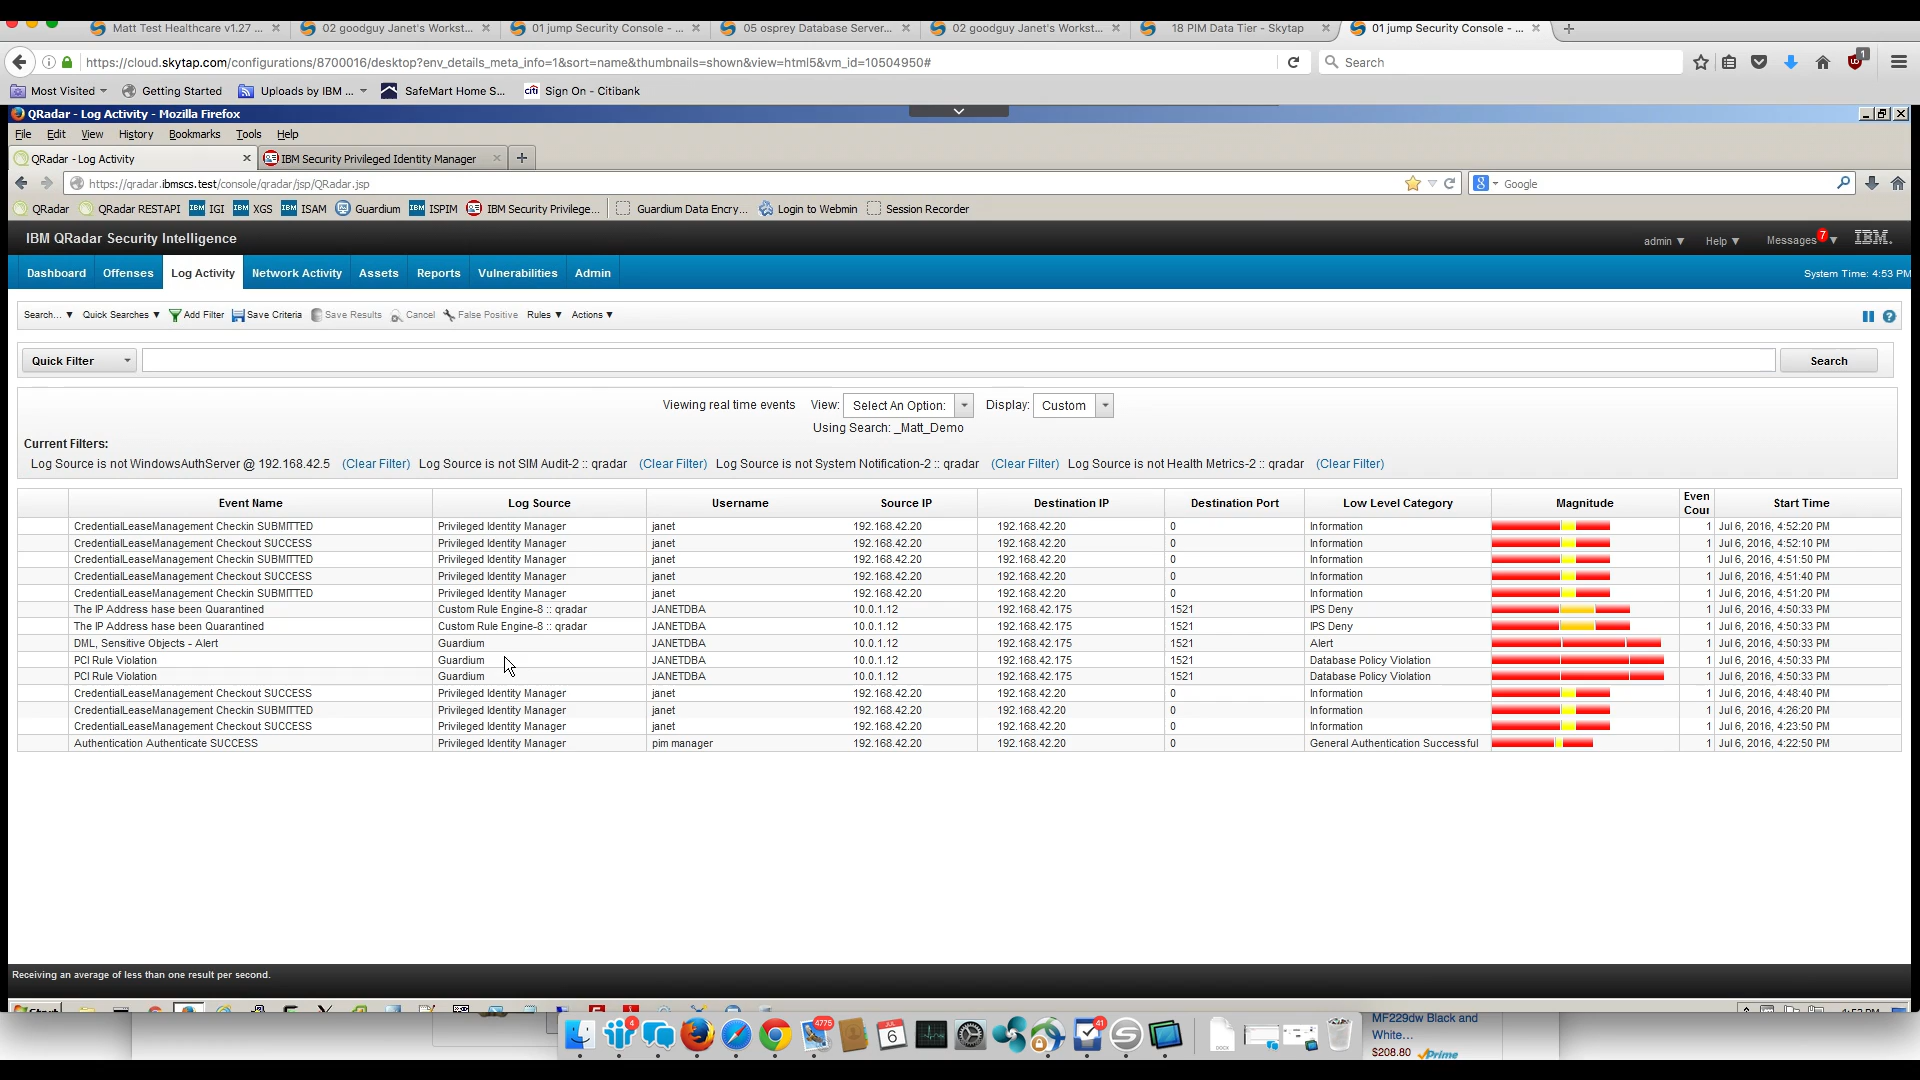 Matt Test Healthcare v1.27 ...
02 goodguy Janet's Workst...
01 jump Security Console - ...
05 osprey Database Server...
02 goodguy Janet's Workst...
18 PIM Data Tier - Skytap
01 jump Security Console - ...
https://cloud.skytap.com/configurations/8700016/desktop?env_details_meta_info=1&sort=name&thumbnails=shown&view=html5&vm_id=10504950#
Search
1
Most Visited
Getting Started
Uploads by IBM ...
SafeMart Home S...
citi Sign On - Citibank
QRadar - Log Activity - Mozilla Firefox
File Edit View History Bookmarks Tools Help
QRadar - Log Activity
IBM Security Privileged Identity Manager
https://qradar.ibmscs.test/console/qradar/jsp/QRadar.jsp
8 Google
QRadar QRadar RESTAPI IBM IGI IBM XGS IBM ISAM Guardium IBM ISPIM IBM Security Privilege... Guardium Data Encry... Login to Webmin Session Recorder
IBM QRadar Security Intelligence
admin Help Messages 7 IBM.
Dashboard Offenses Log Activity Network Activity Assets Reports Vulnerabilities Admin
System Time: 4:53 PM
Search... Quick Searches Add Filter Save Criteria Save Results Cancel False Positive Rules Actions
Quick Filter
Search
Viewing real time events View: Select An Option: Display: Custom
Using Search: _Matt_Demo
Current Filters:
Log Source is not WindowsAuthServer @ 192.168.42.5 (Clear Filter) Log Source is not SIM Audit-2 :: qradar (Clear Filter) Log Source is not System Notification-2 :: qradar (Clear Filter) Log Source is not Health Metrics-2 :: qradar (Clear Filter)
Event Name Log Source Username Source IP Destination IP Destination Port Low Level Category Magnitude Even Cour Start Time
CredentialLeaseManagement Checkin SUBMITTED Privileged Identity Manager janet 192.168.42.20 192.168.42.20 0 Information 1 Jul 6, 2016, 4:52:20 PM
CredentialLeaseManagement Checkout SUCCESS Privileged Identity Manager janet 192.168.42.20 192.168.42.20 0 Information 1 Jul 6, 2016, 4:52:10 PM
CredentialLeaseManagement Checkin SUBMITTED Privileged Identity Manager janet 192.168.42.20 192.168.42.20 0 Information 1 Jul 6, 2016, 4:51:50 PM
CredentialLeaseManagement Checkout SUCCESS Privileged Identity Manager janet 192.168.42.20 192.168.42.20 0 Information 1 Jul 6, 2016, 4:51:40 PM
CredentialLeaseManagement Checkin SUBMITTED Privileged Identity Manager janet 192.168.42.20 192.168.42.20 0 Information 1 Jul 6, 2016, 4:51:20 PM
The IP Address hase been Quarantined Custom Rule Engine-8 :: qradar JANETDBA 10.0.1.12 192.168.42.175 1521 IPS Deny 1 Jul 6, 2016, 4:50:33 PM
The IP Address hase been Quarantined Custom Rule Engine-8 :: qradar JANETDBA 10.0.1.12 192.168.42.175 1521 IPS Deny 1 Jul 6, 2016, 4:50:33 PM
DML, Sensitive Objects - Alert Guardium JANETDBA 10.0.1.12 192.168.42.175 1521 Alert 1 Jul 6, 2016, 4:50:33 PM
PCI Rule Violation Guardium JANETDBA 10.0.1.12 192.168.42.175 1521 Database Policy Violation 1 Jul 6, 2016, 4:50:33 PM
PCI Rule Violation Guardium JANETDBA 10.0.1.12 192.168.42.175 1521 Database Policy Violation 1 Jul 6, 2016, 4:50:33 PM
CredentialLeaseManagement Checkout SUCCESS Privileged Identity Manager janet 192.168.42.20 192.168.42.20 0 Information 1 Jul 6, 2016, 4:48:40 PM
CredentialLeaseManagement Checkin SUBMITTED Privileged Identity Manager janet 192.168.42.20 192.168.42.20 0 Information 1 Jul 6, 2016, 4:26:20 PM
CredentialLeaseManagement Checkout SUCCESS Privileged Identity Manager janet 192.168.42.20 192.168.42.20 0 Information 1 Jul 6, 2016, 4:23:50 PM
Authentication Authenticate SUCCESS Privileged Identity Manager pim manager 192.168.42.20 192.168.42.20 0 General Authentication Successful 1 Jul 6, 2016, 4:22:50 PM
Receiving an average of less than one result per second.
Start
4 4775 JUL 6 41
MF229dw Black and
White...
$208.80 Prime